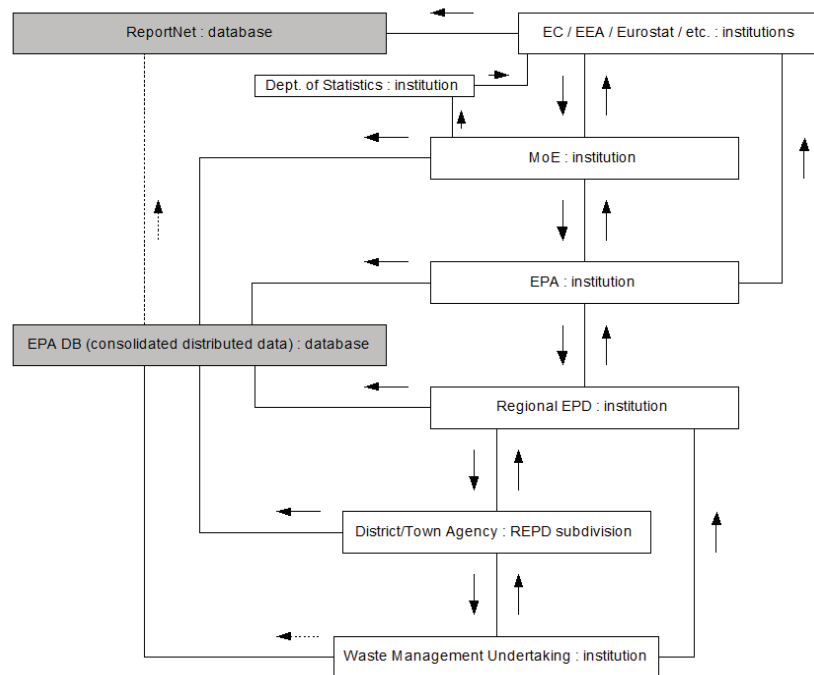 ReportNet : database
EC / EEA / Eurostat / etc. : institutions
Dept. of Statistics : institution
MoE : institution
EPA : institution
EPA DB (consolidated distributed data) : database
Regional EPD : institution
District/Town Agency : REPD subdivision
Waste Management Undertaking : institution